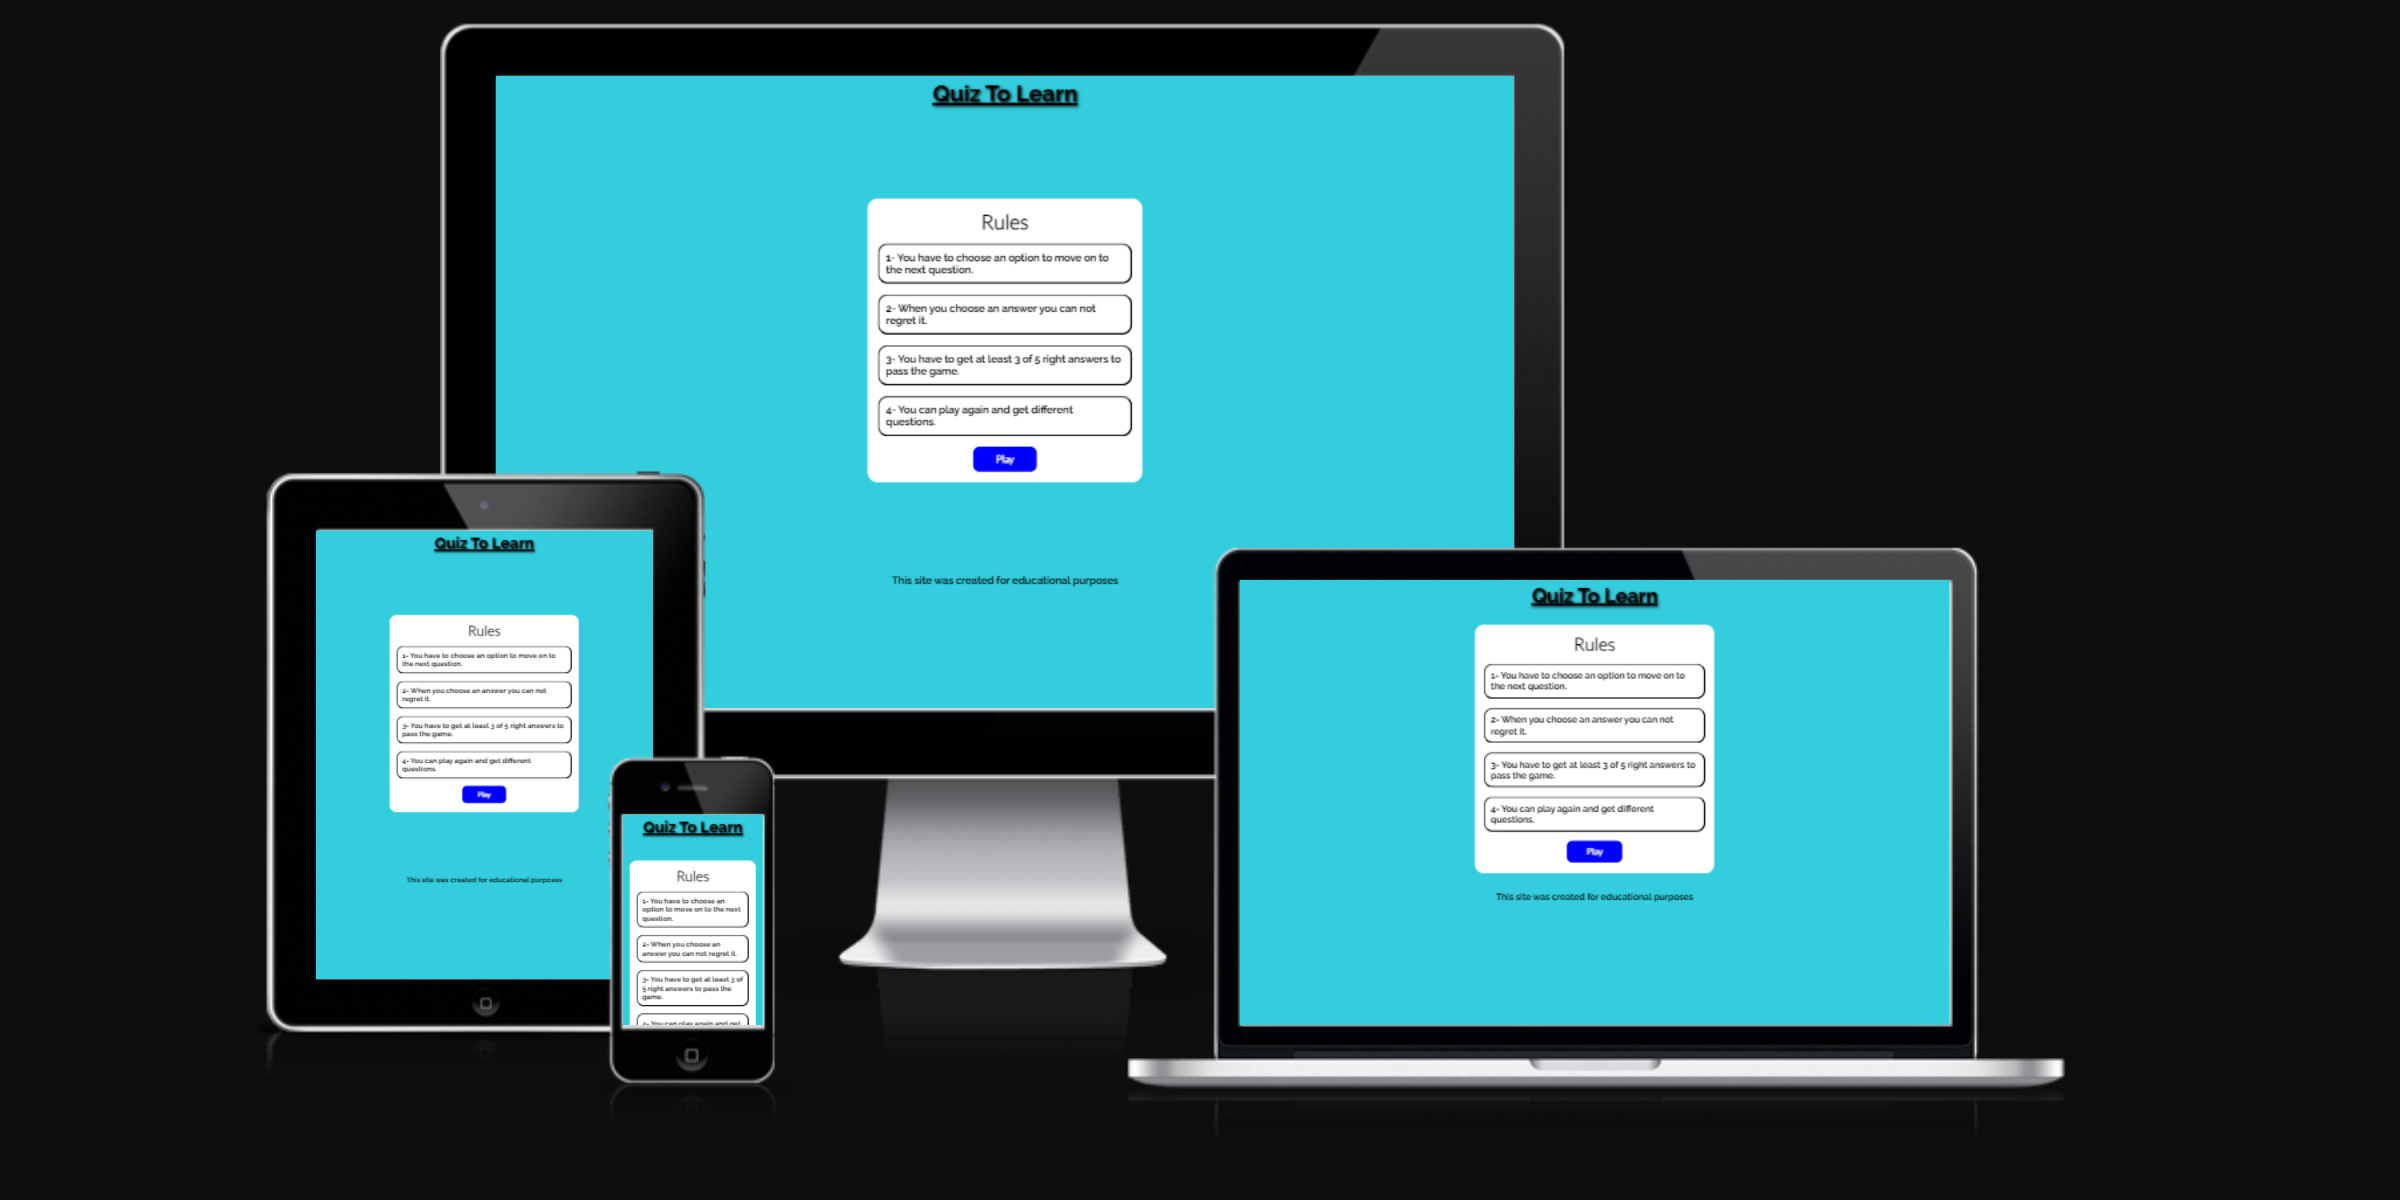 Quiz To Learn
Rules
1- You have to choose an option to move on to
the next question.
2- When you choose an answer you can not
regret it.
3- You have to get at least 3 of 5 right answers to
pass the game.
4- You can play again and get different
questions.
Play
This site was created for educational purposes
Quiz To Learn
Rules
1- You have to choose an option to move on to
the next question.
2- When you choose an answer you can not
regret it.
3- You have to get at least 3 of 5 right answers to
pass the game.
4- You can play again and get different
questions.
Play
This site was created for educational purposes
Quiz To Learn
Rules
1- You have to choose an
option to move on to the next
question.
2- When you choose an
answer you can not regret it.
3- You have to get at least 3 of
5 right answers to pass the
game.
4- You can play again and get
Quiz To Learn
Rules
1- You have to choose an option to move on to
the next question.
2- When you choose an answer you can not
regret it.
3- You have to get at least 3 of 5 right answers to
pass the game.
4- You can play again and get different
questions.
Play
This site was created for educational purposes